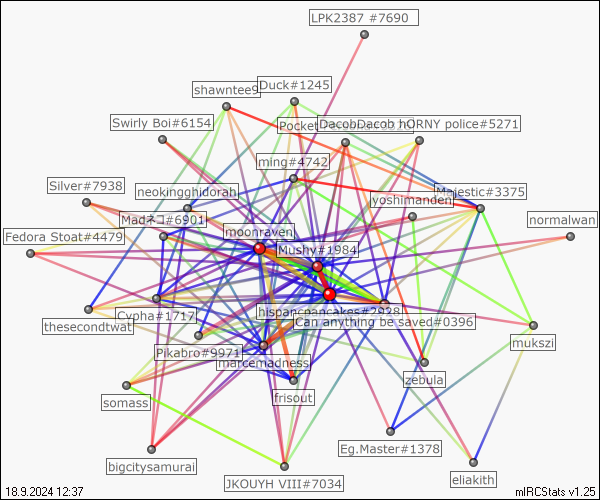 LPK2387 #7690
shawntee9
Duck#1245
Swirly Boi#6154
Pocket
DacobDacob hORNY police#5271
ming#4742
Silver#7938
neokingghidorah
Majestic#3375
yoshimanden
Madネコ#6901
normalwan
Fedora Stoat#4479
moonraven
Mushy#1984
hispancpancakes#2938
Cypha#1717
Can anything be saved#0396
thesecondtwat
mukszi
Pikabro#9971
marcemadness
zebula
somass
frisout
Eg.Master#1378
bigcitysamurai
JKOUYH VIII#7034
eliakith
18.9.2024 12:37
mIRCStats v1.25